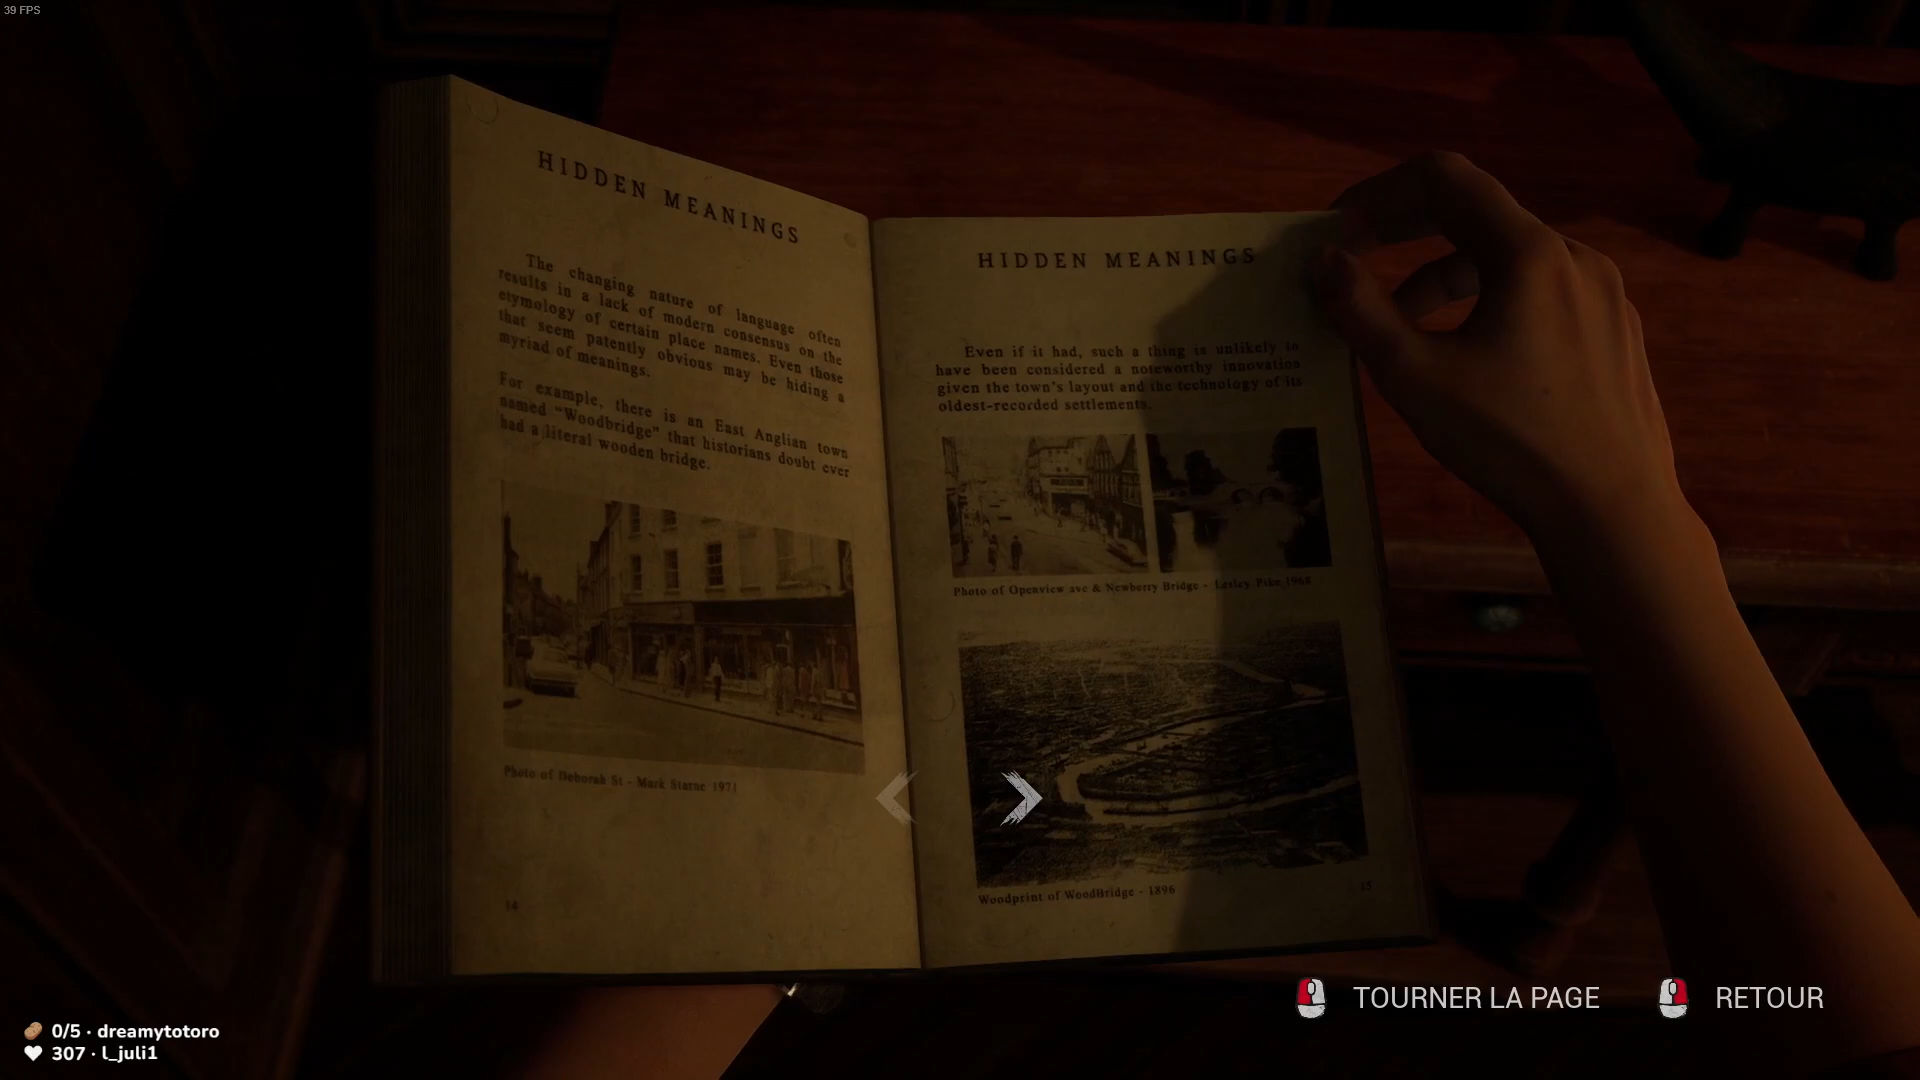 39 FPS
HIDDEN MEANINGS
The changing nature of language often
results in a lack of modern consensus on the
etymology of certain place names. Even those
that seem patently obvious may be hiding a
myriad of meanings.
For example, there is an East Anglian town
named "Woodbridge" that historians doubt ever
had a literal wooden bridge.
Photo of Deborah St - Mark Starne 1971
14
HIDDEN MEANINGS
Even if it had, such a thing is unlikely to
have been considered a noteworthy innovation
given the town's layout and the technology of its
oldest-recorded settlements.
Photo of Openview ave & Newberry Bridge - Lesley Pike 1968
Woodprint of WoodBridge - 1896
15
TOURNER LA PAGE
RETOUR
0/5 · dreamytotoro
307 · l_juli1